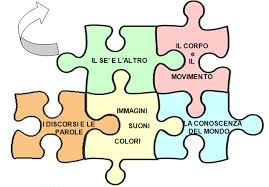 IL SE' E L'ALTRO
IL CORPO
e
IL
MOVIMENTO
I DISCORSI E LE
PAROLE
IMMAGINI
SUONI
COLORI
LA CONOSCENZA
DEL MONDO